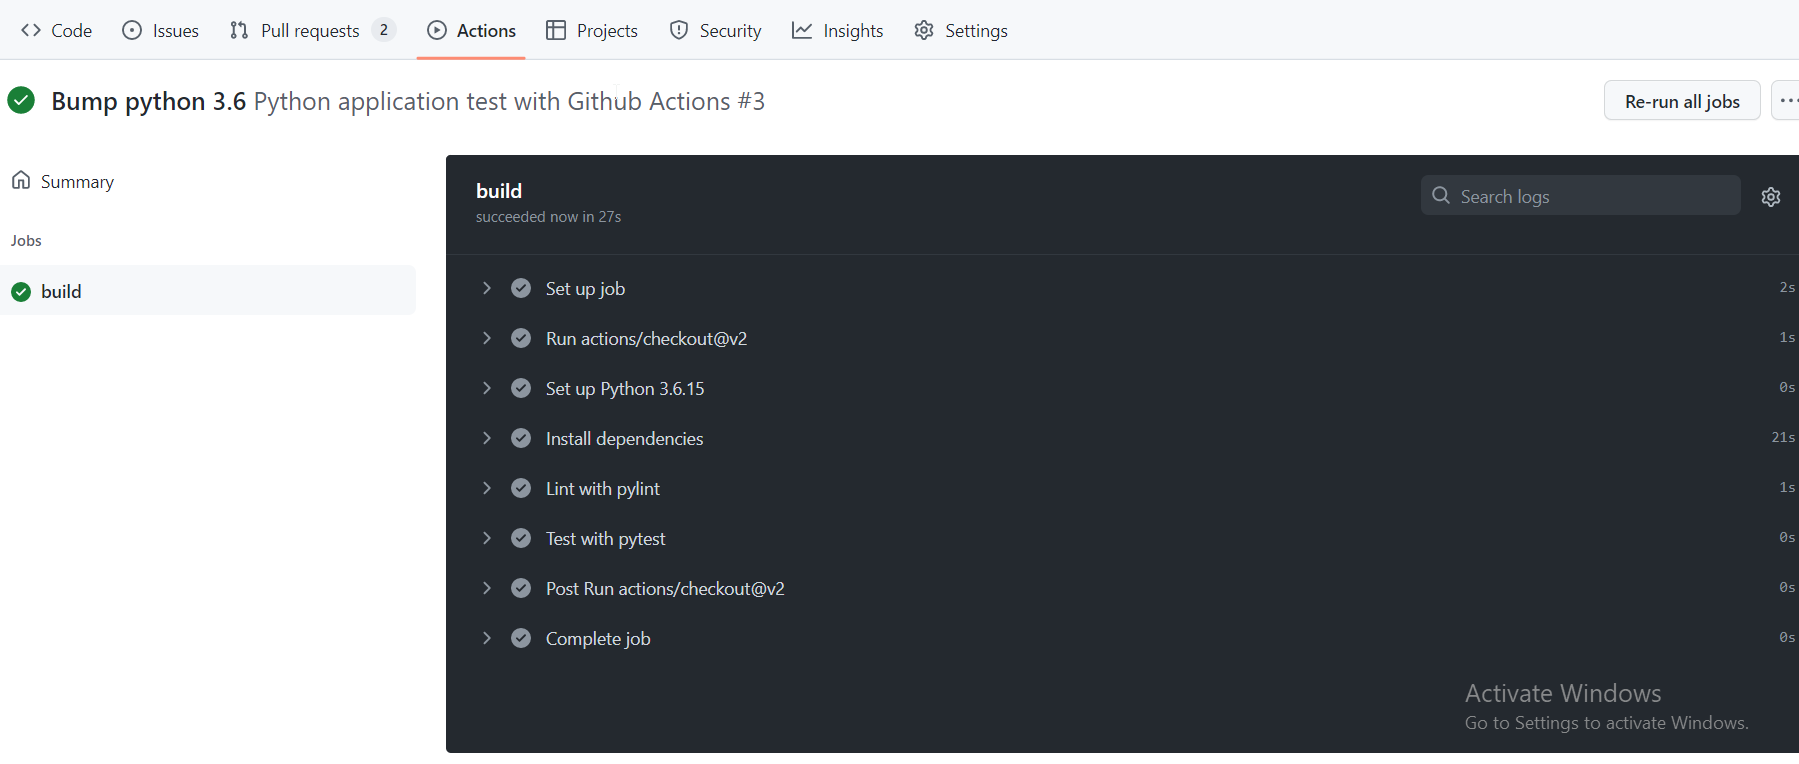 Code Issues Pull requests 2 Actions Projects Security Insights Settings
Bump python 3.6 Python application test with Github Actions #3
Re-run all jobs
Summary
Jobs
build
build
succeeded now in 27s
Search logs
Set up job 2s
Run actions/checkout@v2 1s
Set up Python 3.6.15 0s
Install dependencies 21s
Lint with pylint 1s
Test with pytest 0s
Post Run actions/checkout@v2 0s
Complete job 0s
Activate Windows
Go to Settings to activate Windows.